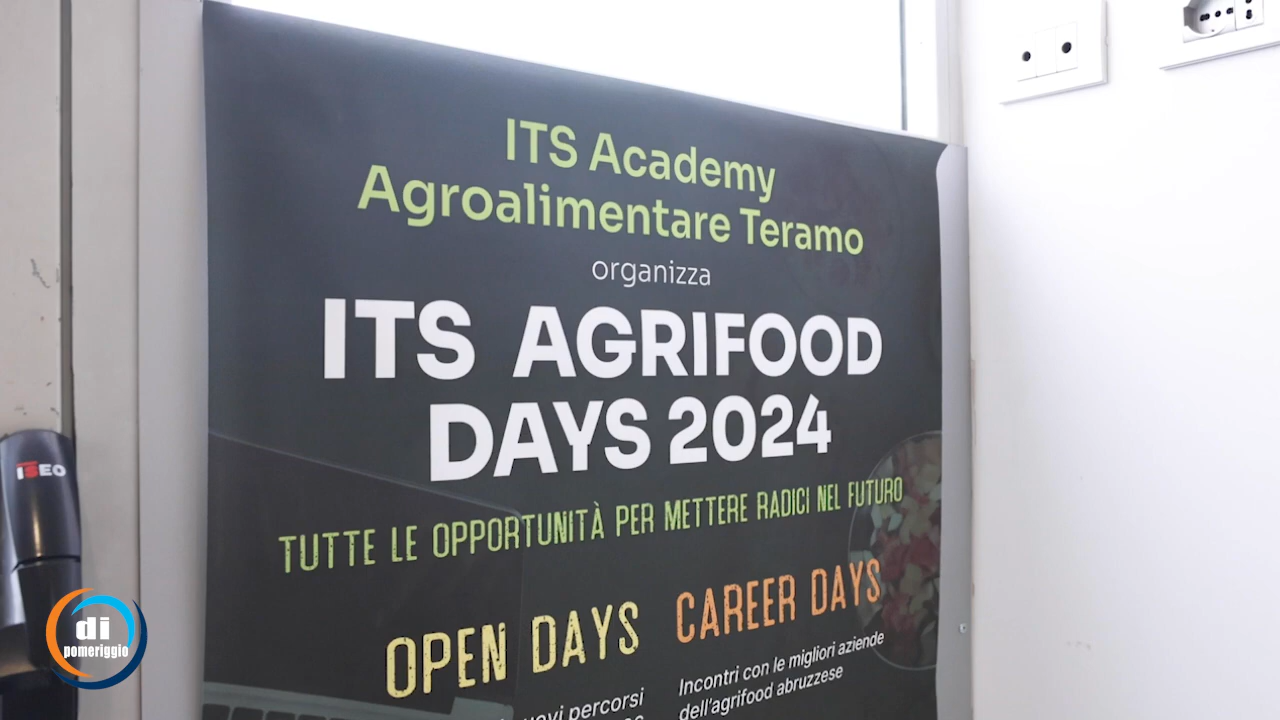 ITS Academy
Agroalimentare Teramo
organizza
ITS AGRIFOOD
DAYS 2024
TUTTE LE OPPORTUNITÀ PER METTERE RADICI NEL FUTURO
OPEN DAYS
CAREER DAYS
percorsi
Incontri con le migliori aziende
dell'agrifood abruzzese
ISEO
di
pomeriggio